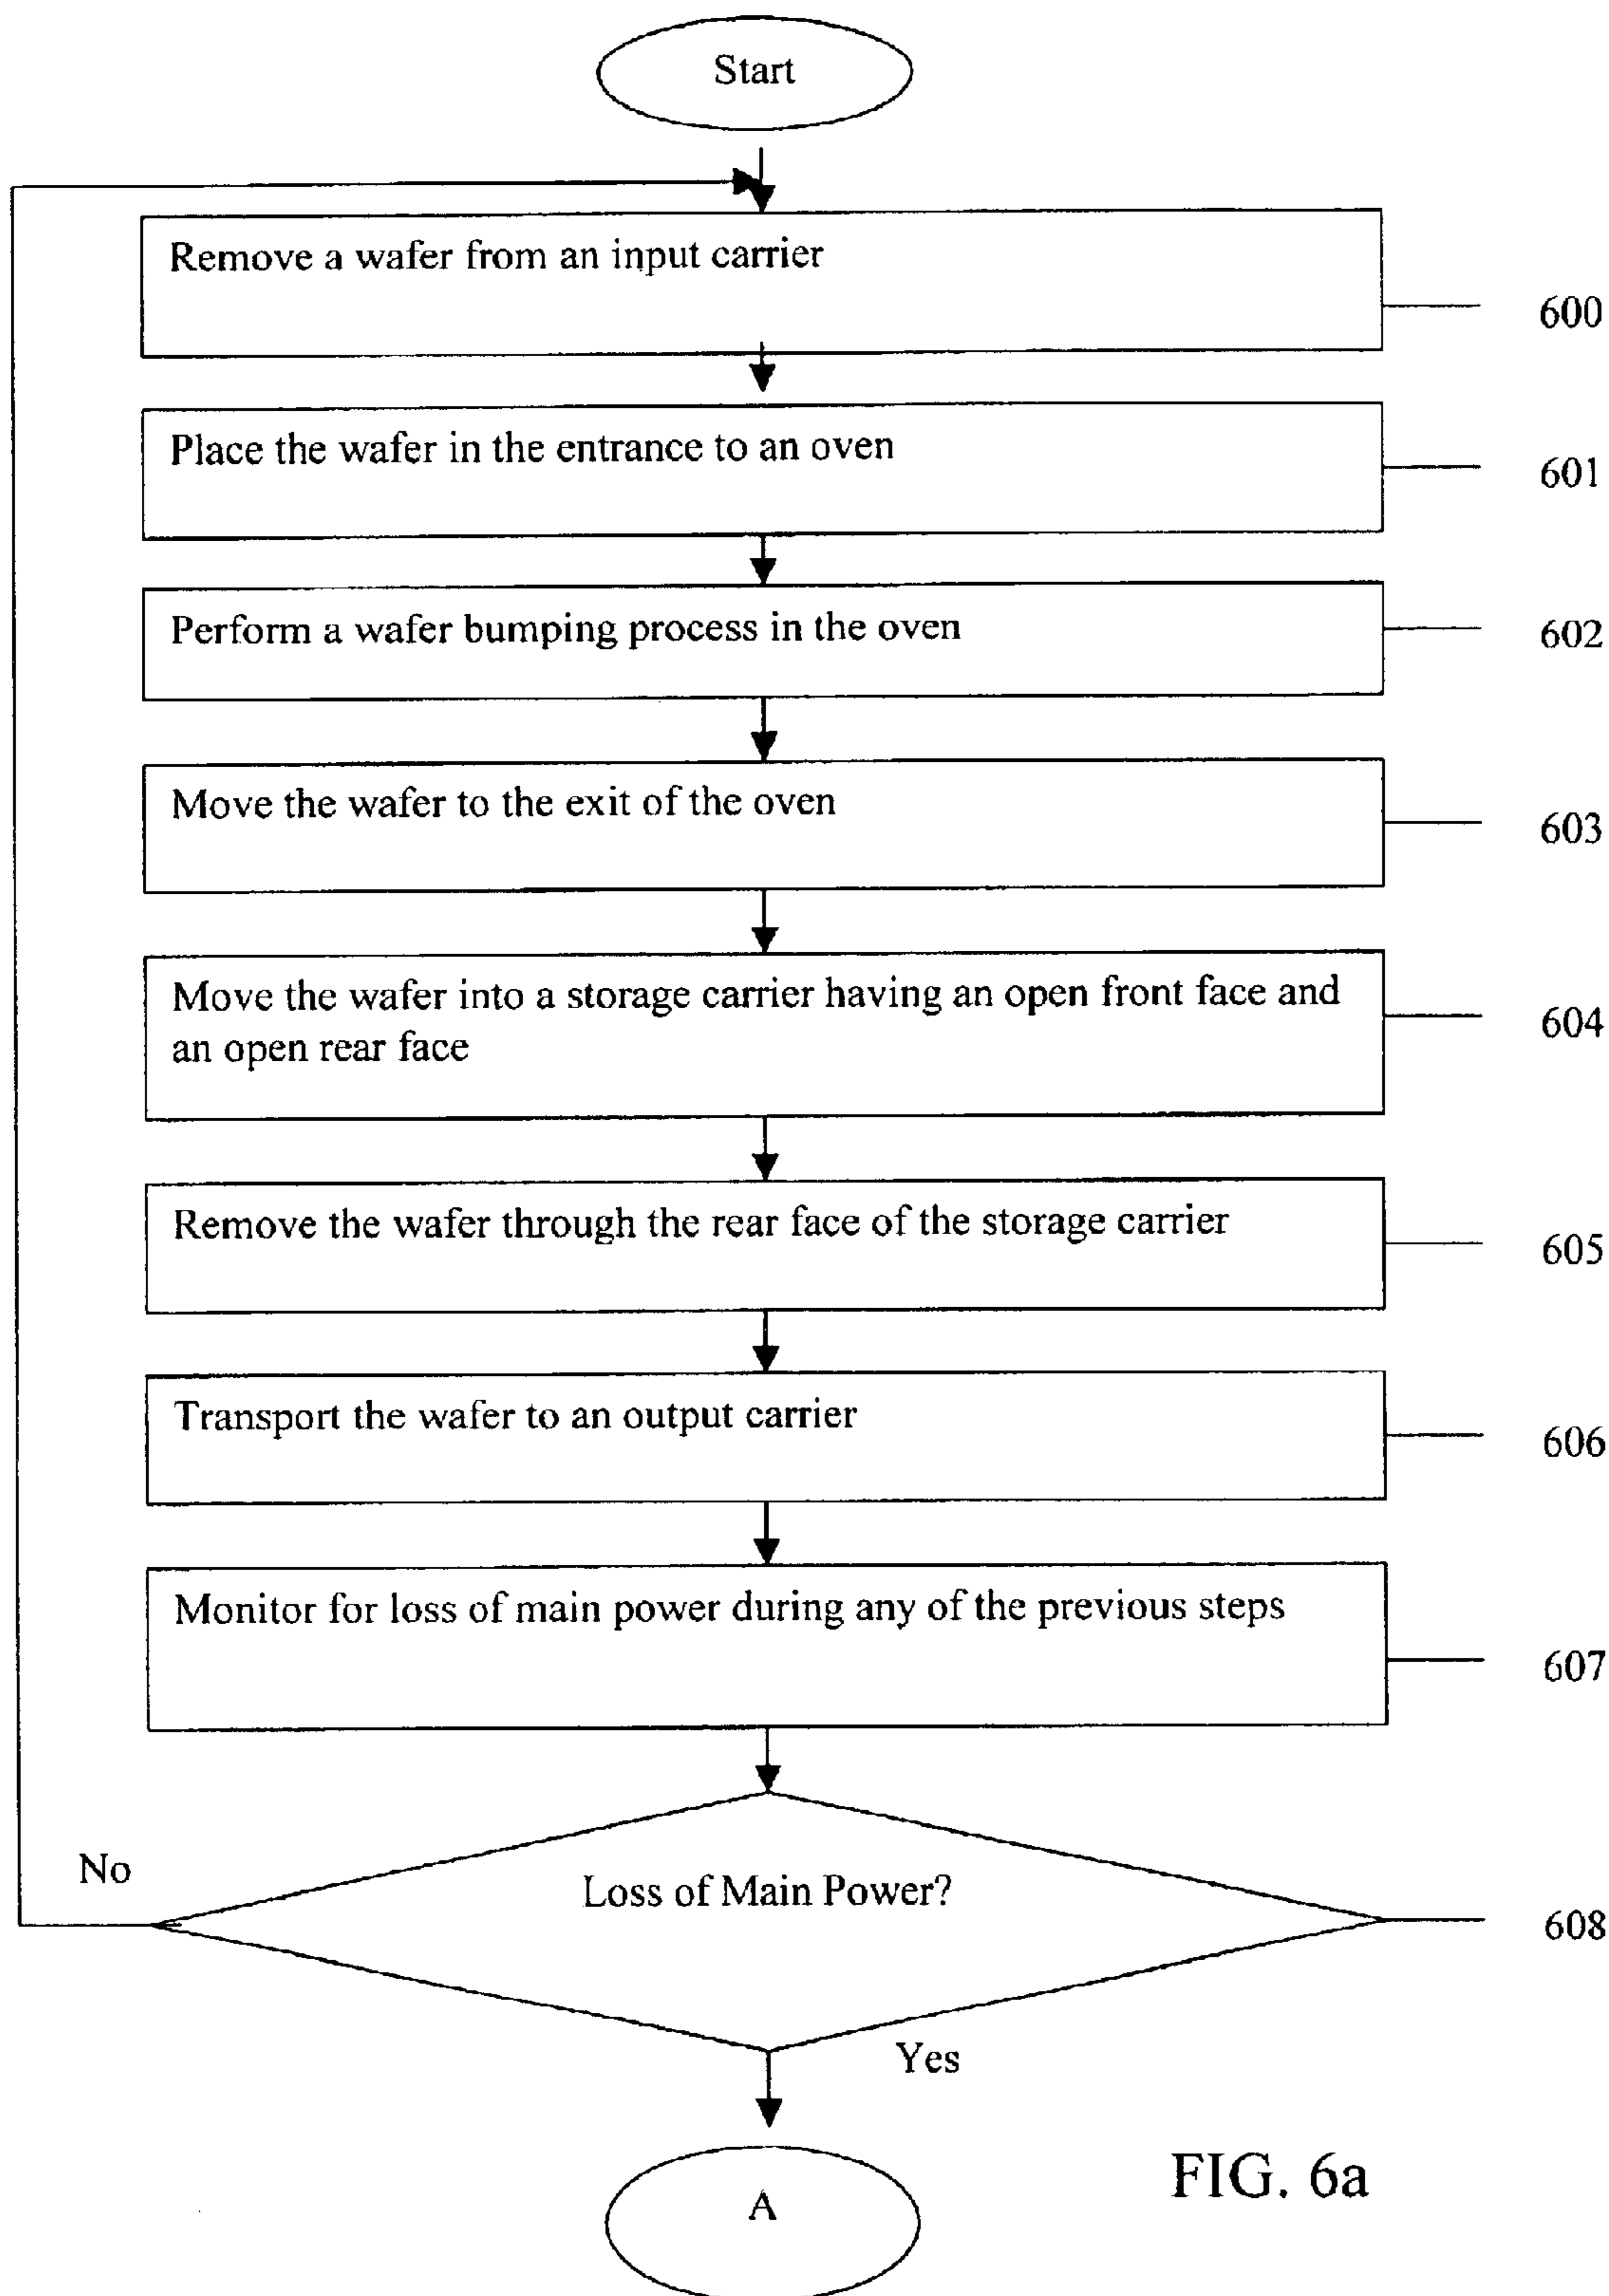 Start
Remove a wafer from an input carrier
600
Place the wafer in the entrance to an oven
601
Perform a wafer bumping process in the oven
602
Move the wafer to the exit of the oven
603
Move the wafer into a storage carrier having an open front face and
an open rear face
604
Remove the wafer through the rear face of the storage carrier
605
Transport the wafer to an output carrier
606
Monitor for loss of main power during any of the previous steps
607
No
Loss of Main Power?
608
Yes
A
FIG. 6a